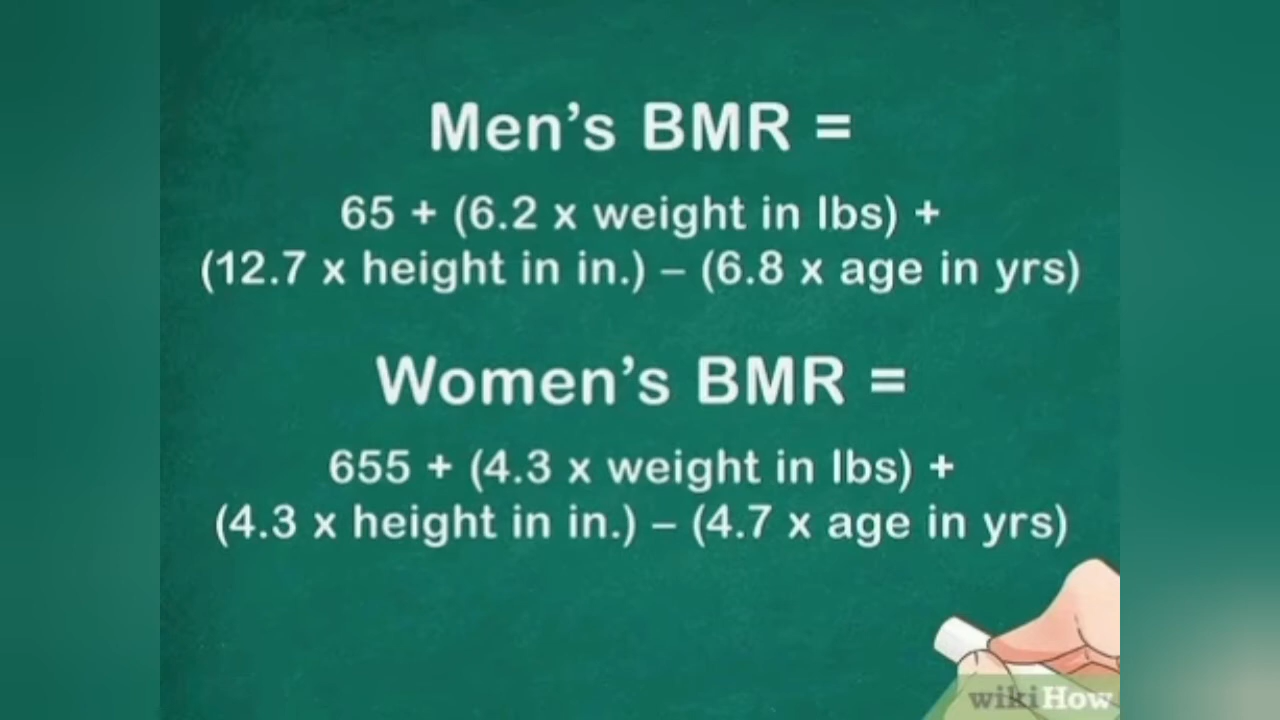 Men’s BMR =
65 + (6.2 x weight in lbs) +
(12.7 x height in in.) – (6.8 x age in yrs)
Women’s BMR =
655 + (4.3 x weight in lbs) +
(4.3 x height in in.) – (4.7 x age in yrs)
wikiHow